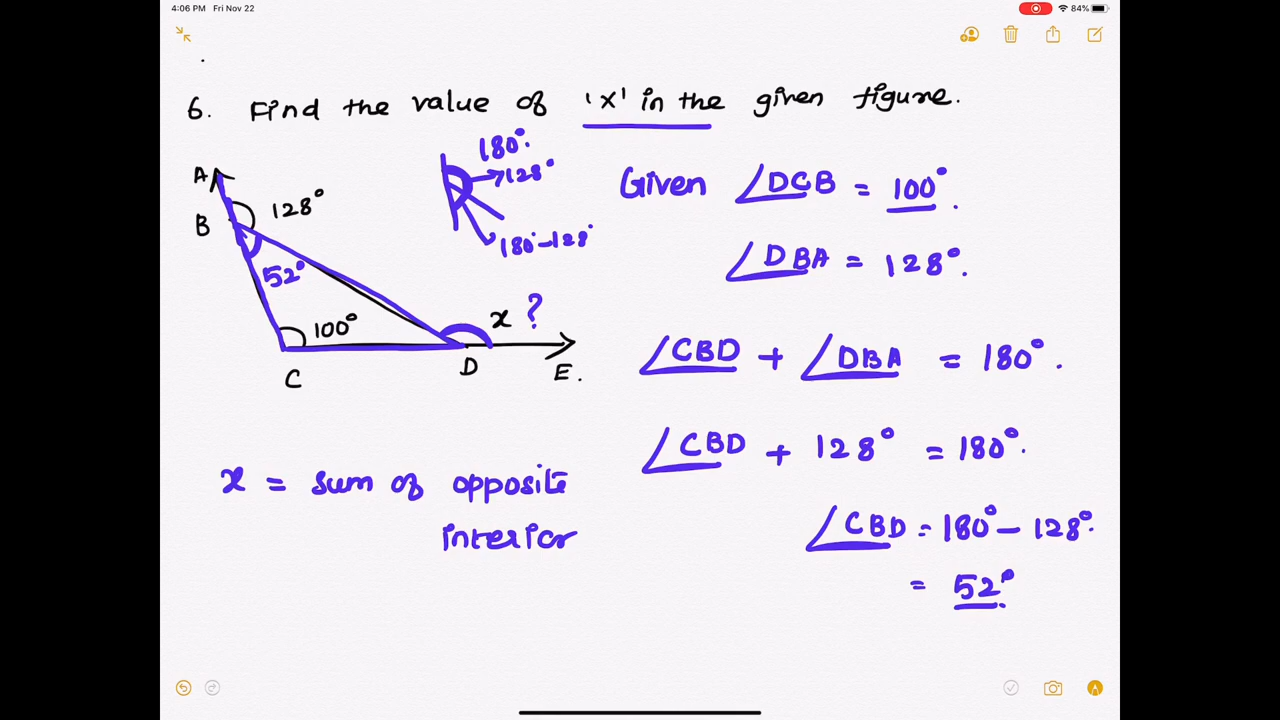 4:06 PM Fri Nov 22
84%
6. Find the value of 'x' in the given figure.
180°.
128°
180°-128°
A
B
128°
52°
100°
x ?
C
D
E.
Given ∠DCB = 100°.
∠DBA = 128°.
∠CBD + ∠DBA = 180°.
∠CBD + 128° = 180°.
∠CBD = 180° - 128°.
= 52°.
x = sum of opposite
interior